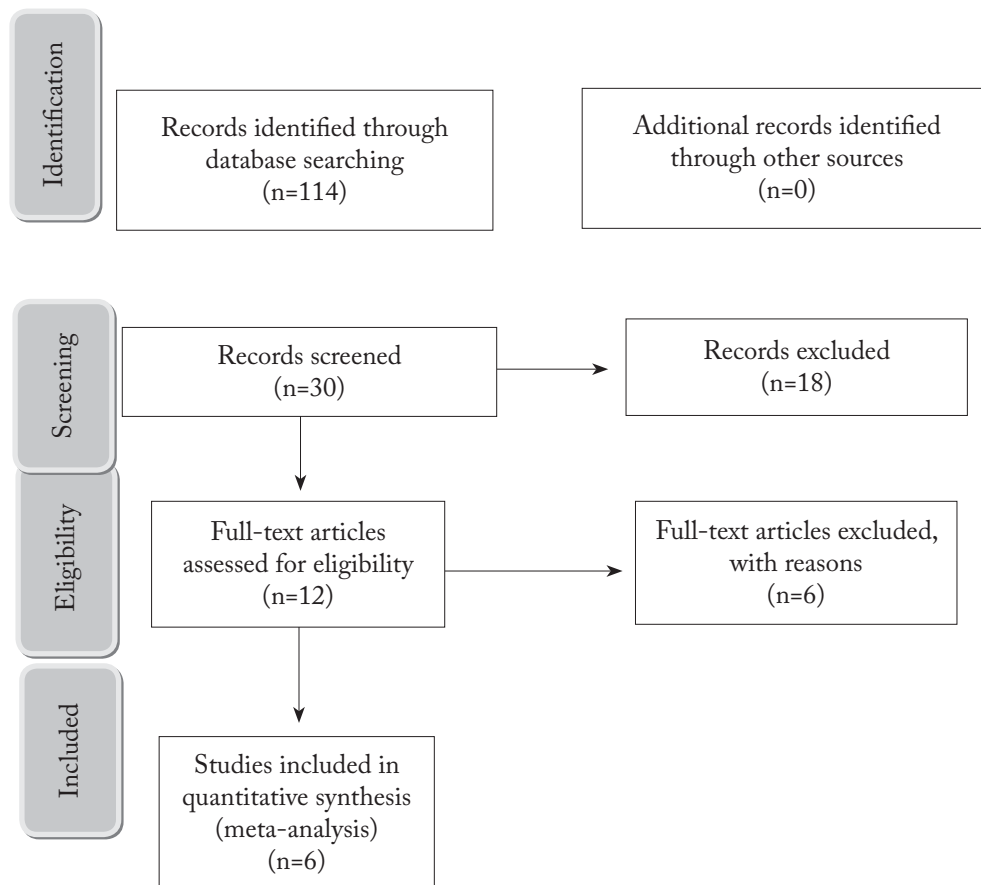 Identification
Records identified through
database searching
(n=114)
Additional records identified
through other sources
(n=0)
Screening
Records screened
(n=30)
Records excluded
(n=18)
Eligibility
Full-text articles
assessed for eligibility
(n=12)
Full-text articles excluded,
with reasons
(n=6)
Included
Studies included in
quantitative synthesis
(meta-analysis)
(n=6)